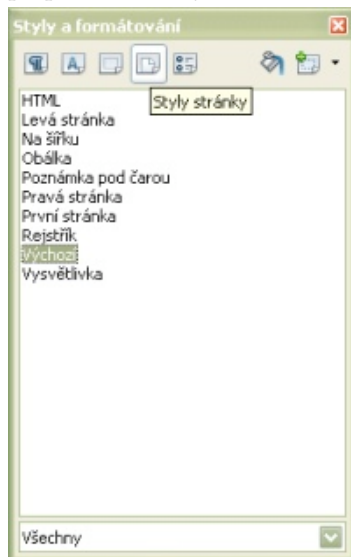 Styly a formátování
HTML
Styly stránky
Levá stránka
Na šířku
Obálka
Poznámka pod čarou
Pravá stránka
První stránka
Rejstřík
Výchozí
Vysvětlivka
Všechny